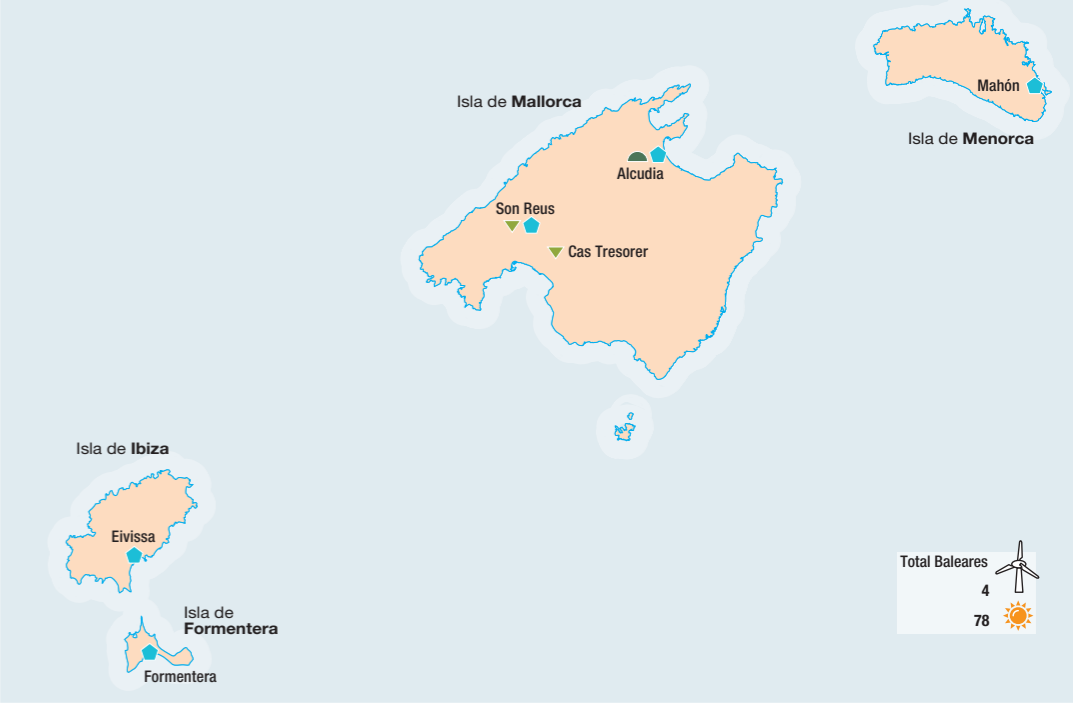 Isla de Mallorca
Mahón
Isla de Menorca
Alcudia
Son Reus
Cas Tresorer
Isla de Ibiza
Eivissa
Isla de
Formentera
Formentera
Total Baleares
4
78